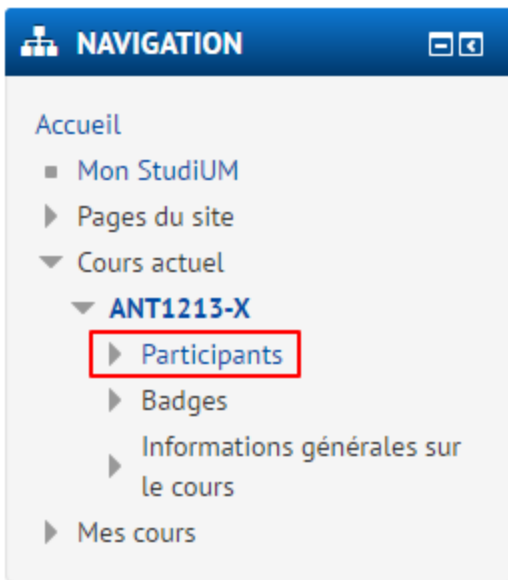 NAVIGATION
Accueil
Mon StudiUM
Pages du site
Cours actuel
ANT1213-X
Participants
Badges
Informations générales sur
le cours
Mes cours